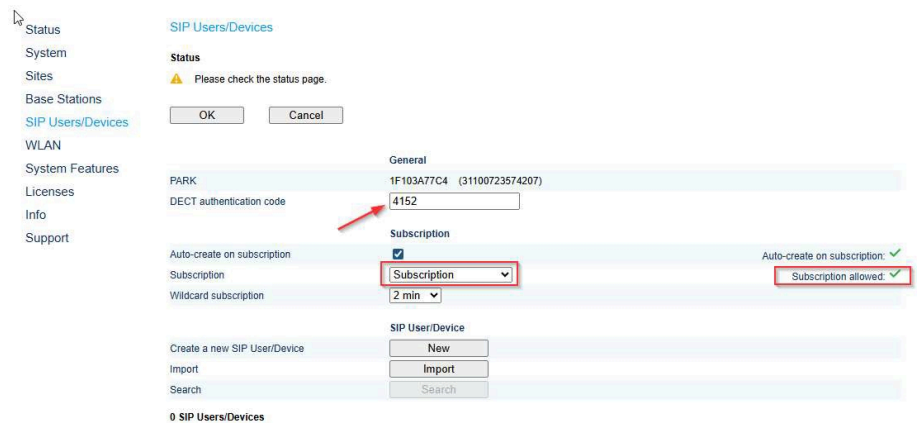 Status
System
Sites
Base Stations
SIP Users/Devices
WLAN
System Features
Licenses
Info
Support
SIP Users/Devices
Status
Please check the status page.
OK Cancel
General
PARK 1F103A77C4 (31100723574207)
DECT authentication code 4152
Subscription
Auto-create on subscription Auto-create on subscription:
Subscription Subscription Subscription allowed:
Wildcard subscription 2 min
SIP User/Device
Create a new SIP User/Device New
Import Import
Search Search
0 SIP Users/Devices